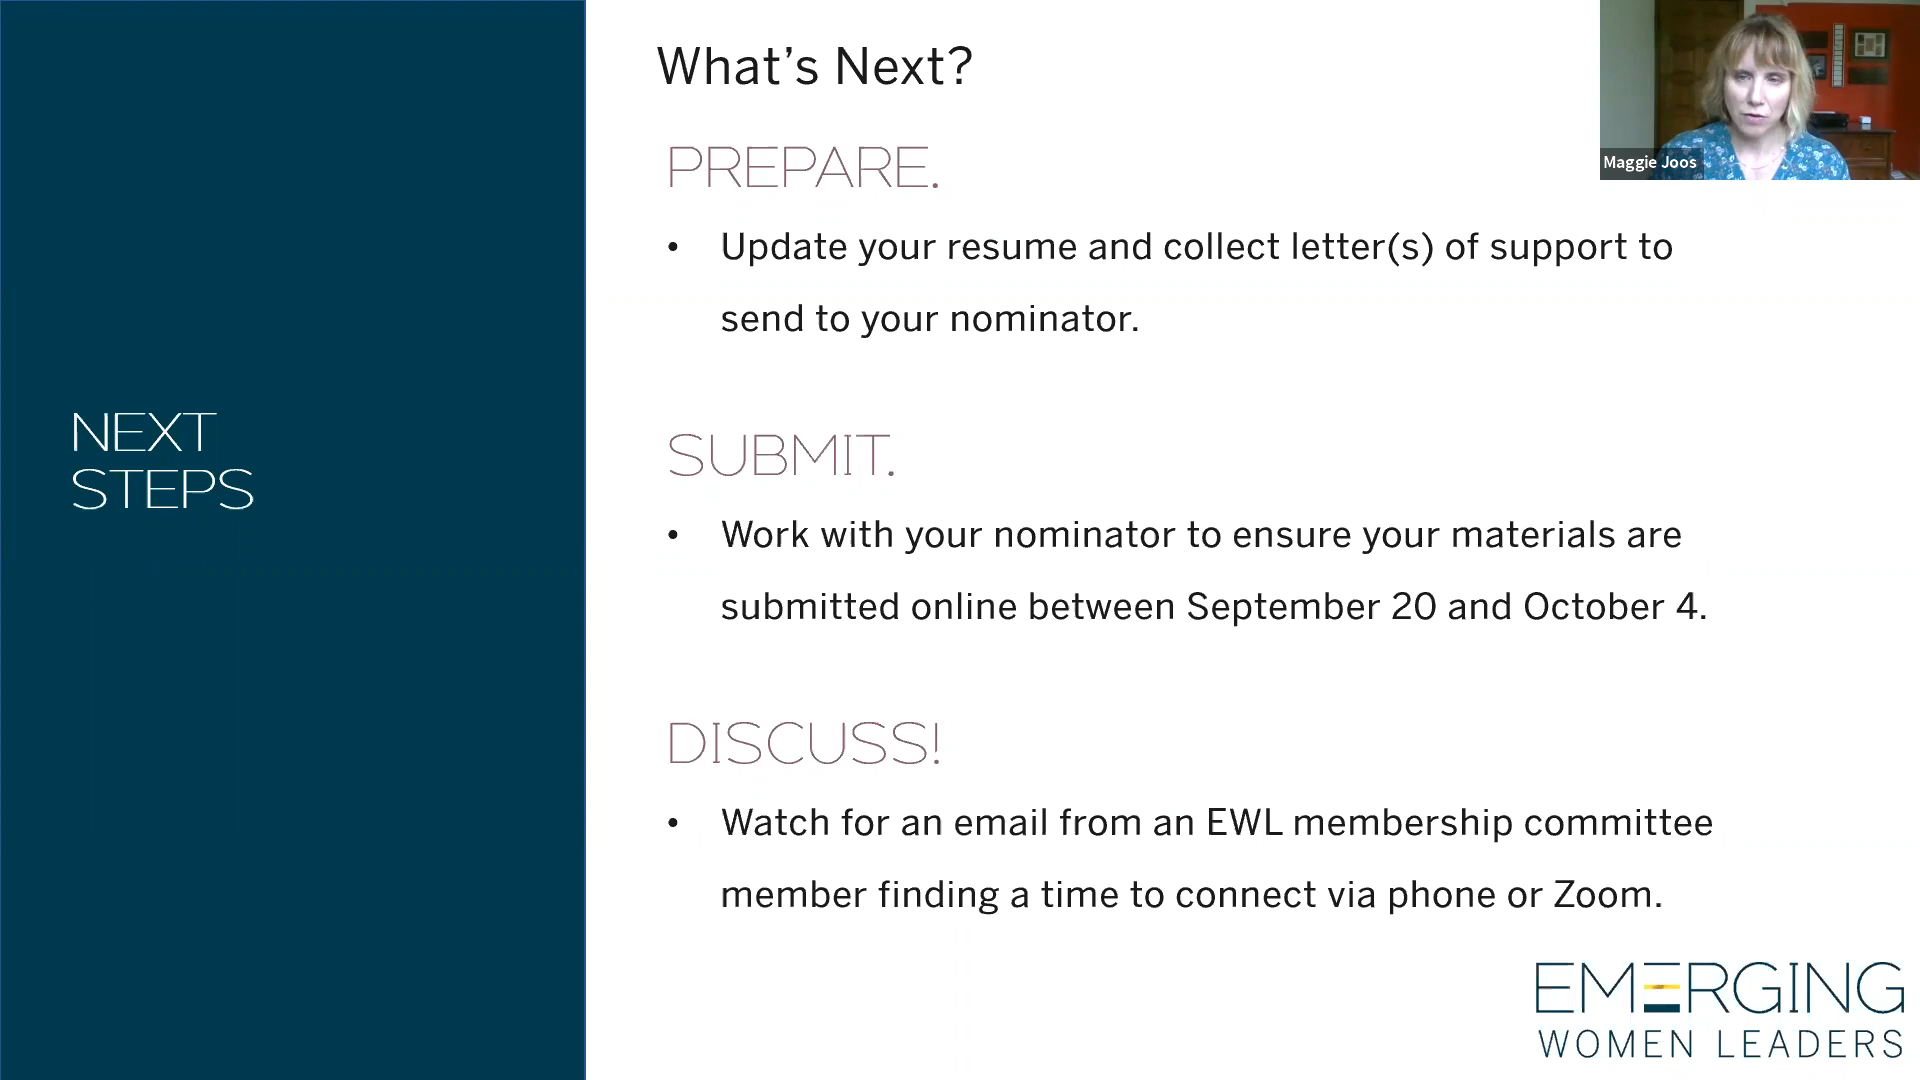 NEXT
STEPS
What's Next?
PREPARE.
• Update your resume and collect letter(s) of support to
send to your nominator.
SUBMIT.
• Work with your nominator to ensure your materials are
submitted online between September 20 and October 4.
DISCUSS!
• Watch for an email from an EWL membership committee
member finding a time to connect via phone or Zoom.
Maggie Joos
EMERGING
WOMEN LEADERS